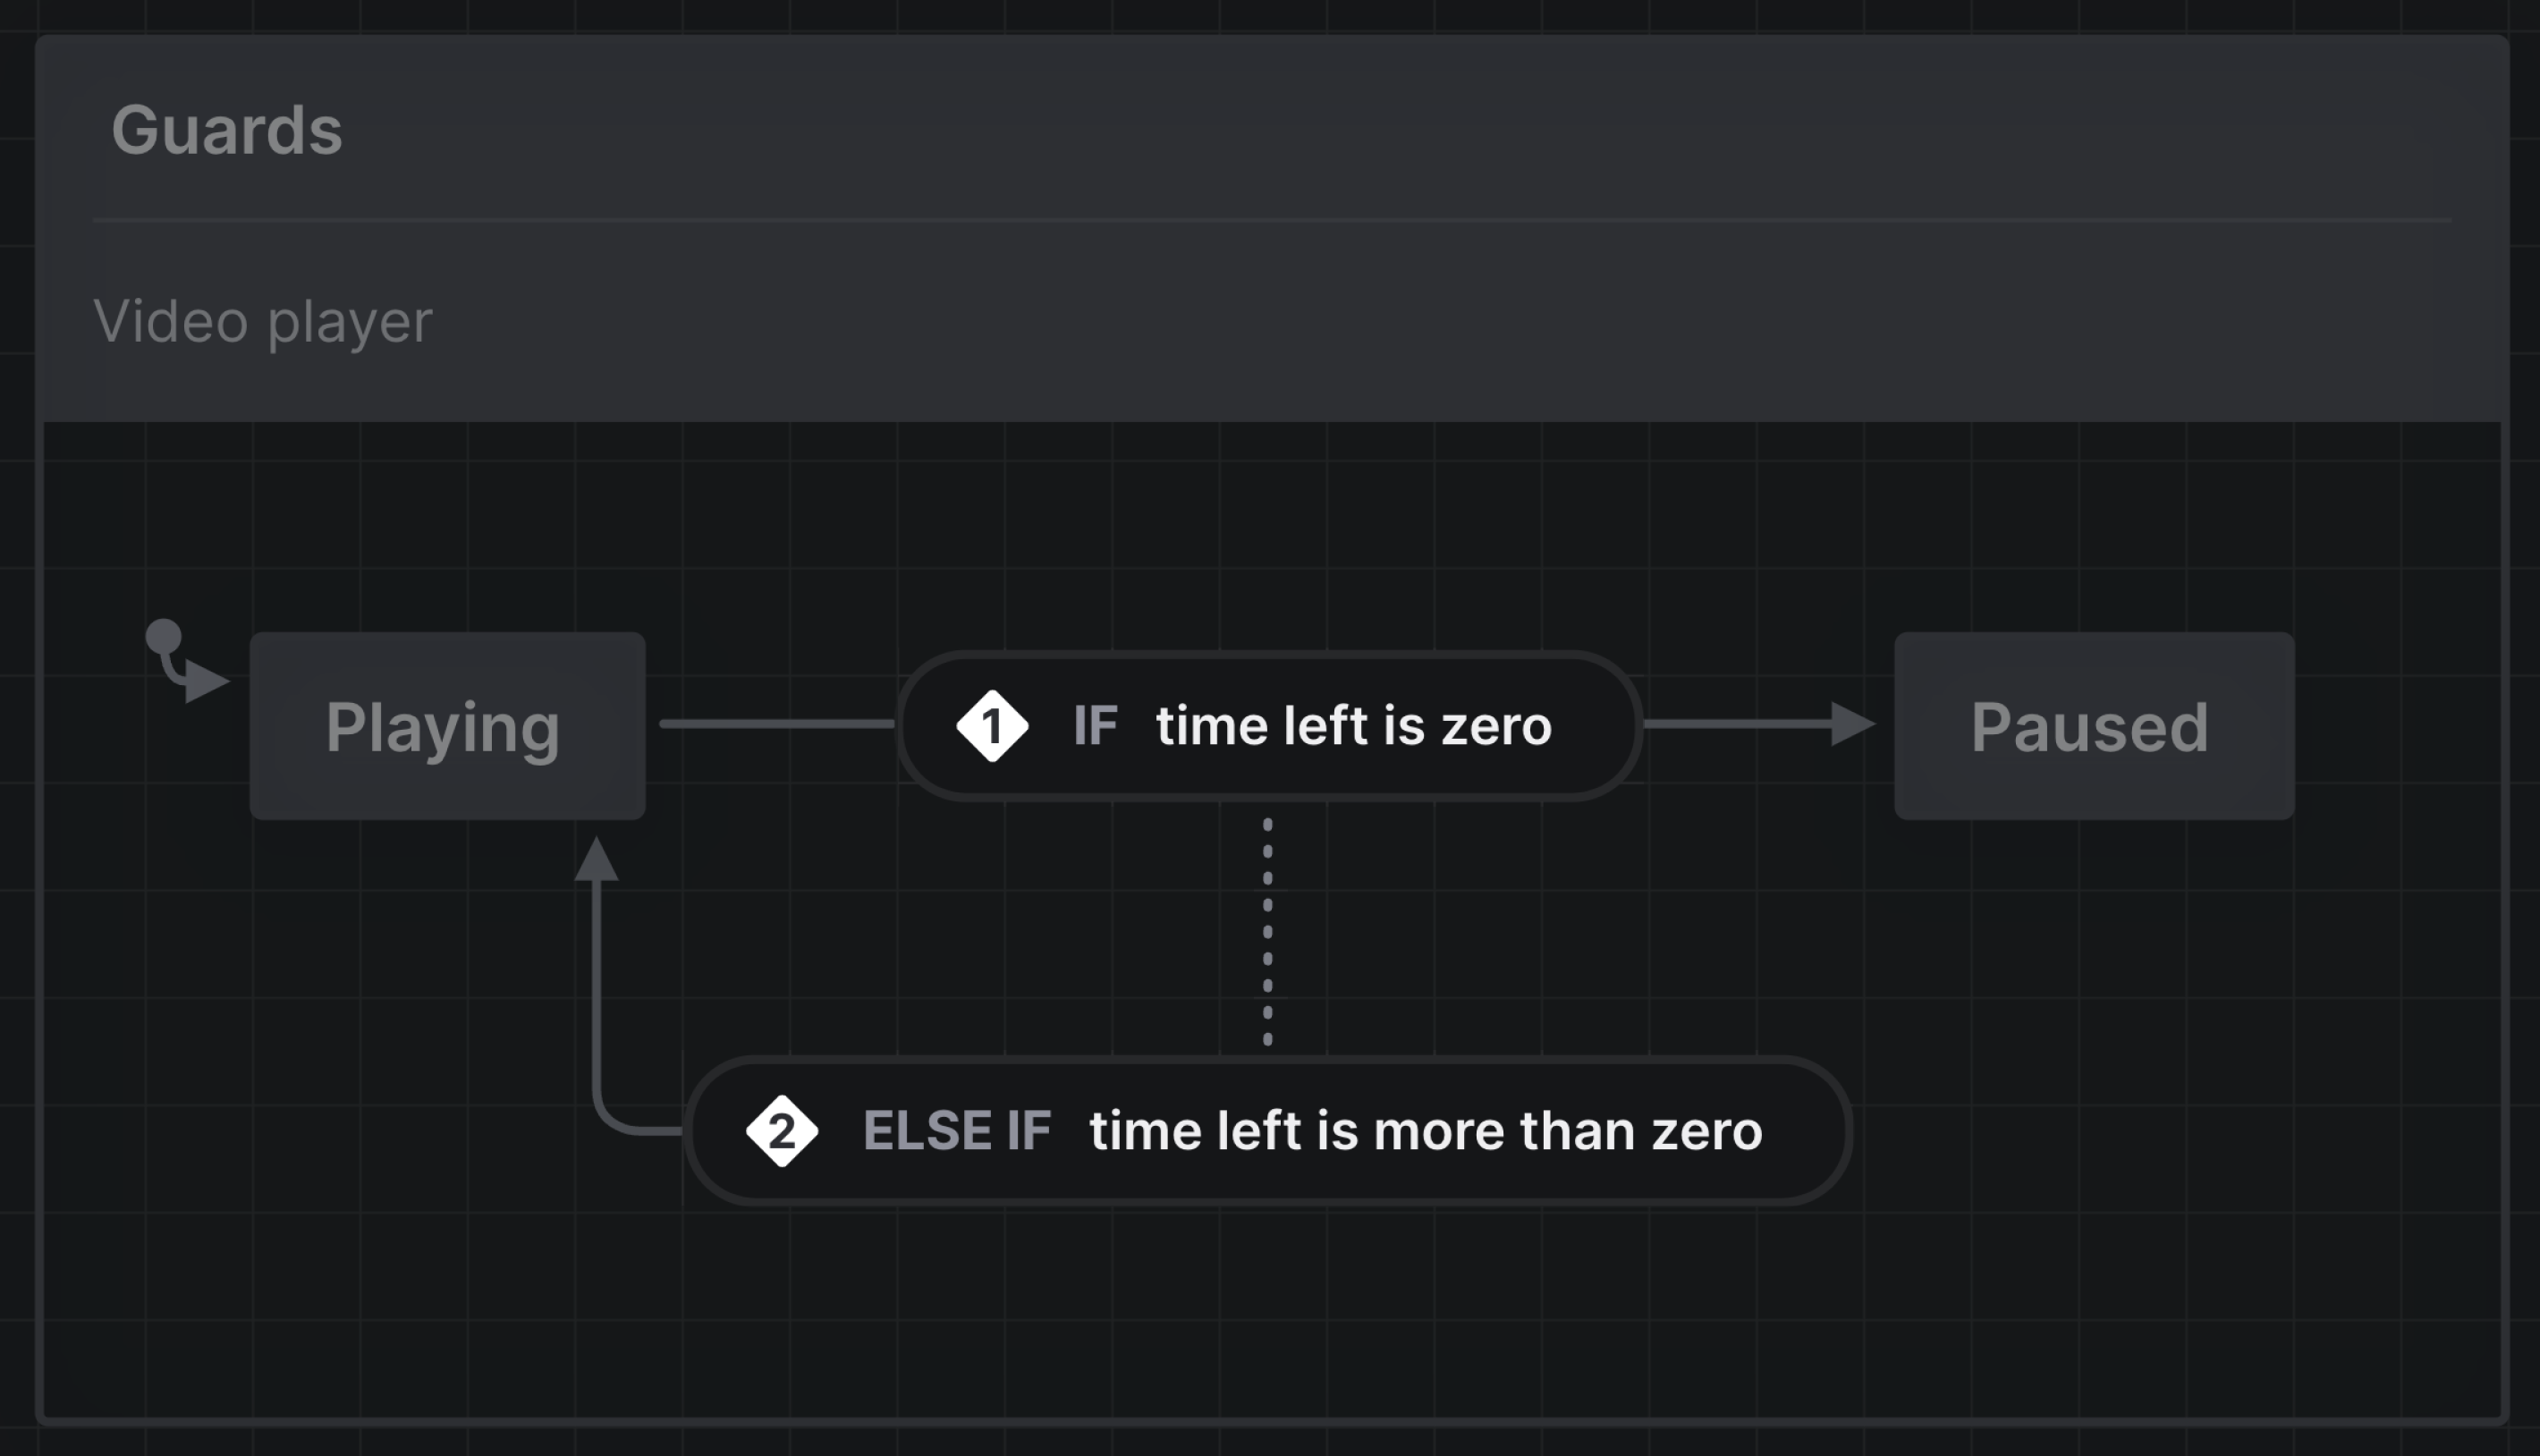 Guards
Video player
Playing
1 IF time left is zero
Paused
2 ELSE IF time left is more than zero